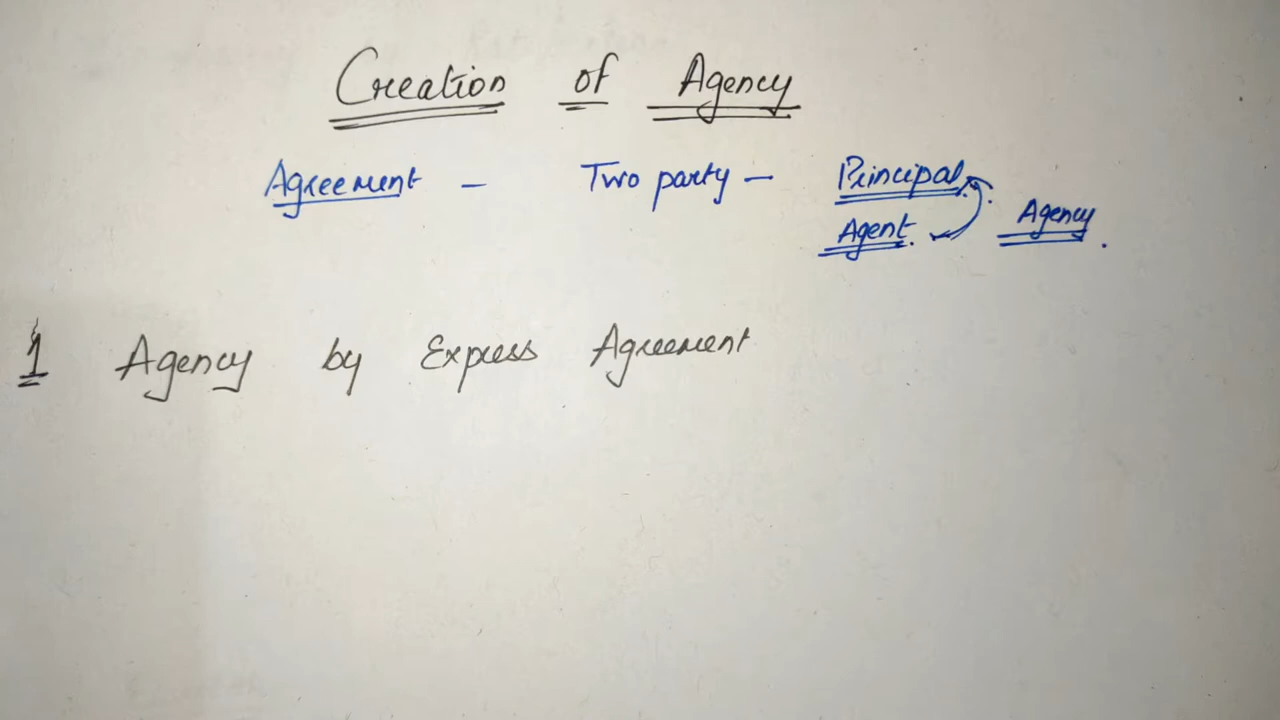 Creation of Agency
Agreement - Two party - Principal
Agent. Agency.
1 Agency by Express Agreement